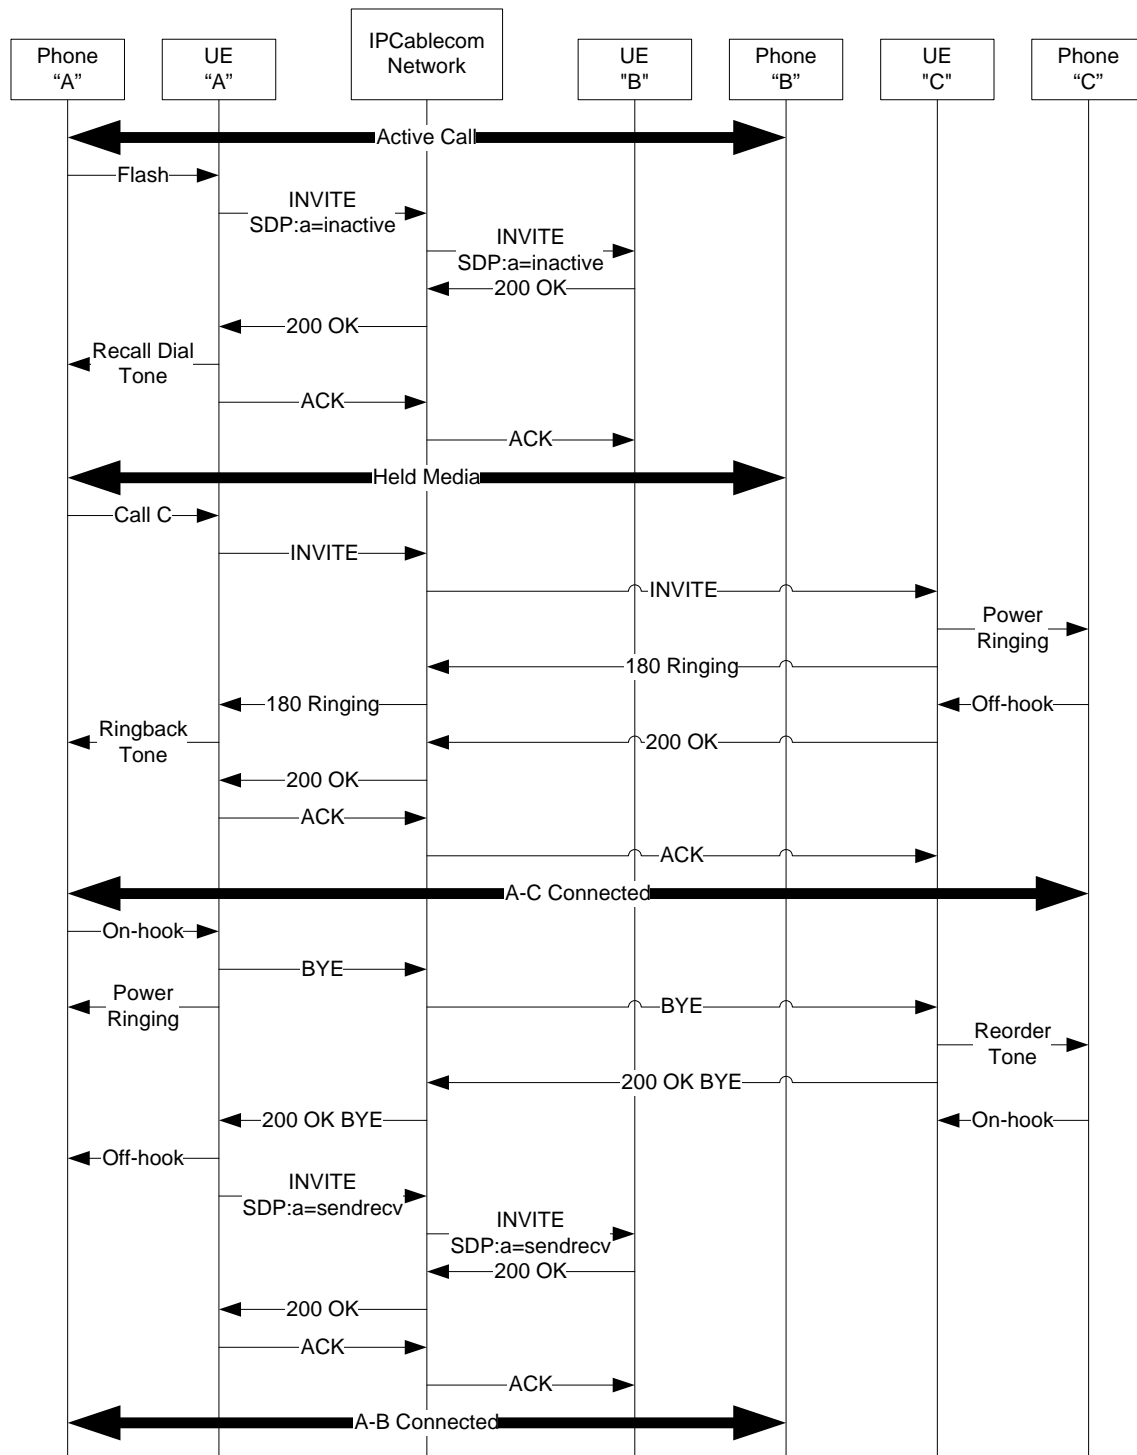 Phone
“A”
UE
“A”
IPCablecom
Network
UE
"B"
Phone
“B”
UE
"C"
Phone
“C”
Active Call
Flash
INVITE
SDP:a=inactive
INVITE
SDP:a=inactive
200 OK
200 OK
Recall Dial
Tone
ACK
ACK
Held Media
Call C
INVITE
INVITE
Power
Ringing
180 Ringing
180 Ringing
Off-hook
Ringback
Tone
200 OK
200 OK
ACK
ACK
A-C Connected
On-hook
BYE
Power
Ringing
BYE
Reorder
Tone
200 OK BYE
200 OK BYE
On-hook
Off-hook
INVITE
SDP:a=sendrecv
INVITE
SDP:a=sendrecv
200 OK
200 OK
ACK
ACK
A-B Connected